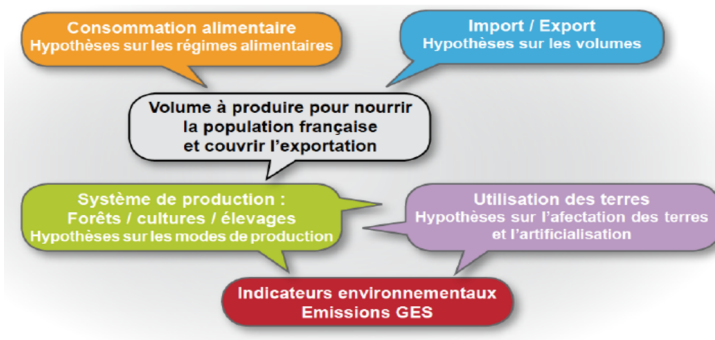 Consommation alimentaire
Hypothèses sur les régimes alimentaires
Import / Export
Hypothèses sur les volumes
Volume à produire pour nourrir
la population française
et couvrir l'exportation
Système de production :
Forêts / cultures / élevages
Hypothèses sur les modes de production
Utilisation des terres
Hypothèses sur l'afectation des terres
et l'artificialisation
Indicateurs environnementaux
Emissions GES